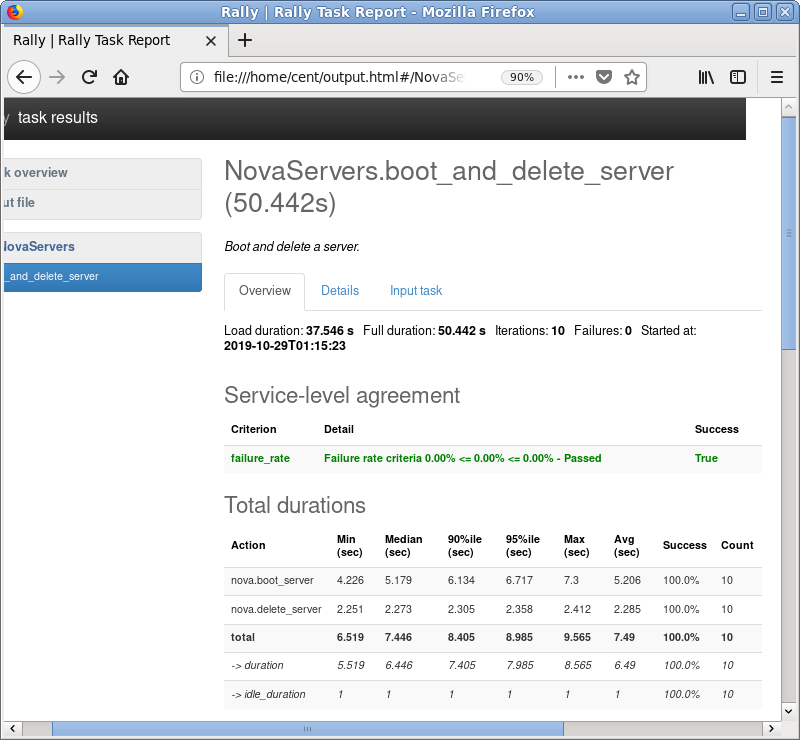 Rally | Rally Task Report - Mozilla Firefox
Rally | Rally Task Report
file:///home/cent/output.html#/NovaSe
90%
y task results
k overview
ut file
NovaServers
_and_delete_server
NovaServers.boot_and_delete_server
(50.442s)
Boot and delete a server.
Overview Details Input task
Load duration: 37.546 s Full duration: 50.442 s Iterations: 10 Failures: 0 Started at:
2019-10-29T01:15:23
Service-level agreement
Criterion Detail Success
failure_rate Failure rate criteria 0.00% <= 0.00% <= 0.00% - Passed True
Total durations
Action Min (sec) Median (sec) 90%ile (sec) 95%ile (sec) Max (sec) Avg (sec) Success Count
nova.boot_server 4.226 5.179 6.134 6.717 7.3 5.206 100.0% 10
nova.delete_server 2.251 2.273 2.305 2.358 2.412 2.285 100.0% 10
total 6.519 7.446 8.405 8.985 9.565 7.49 100.0% 10
-> duration 5.519 6.446 7.405 7.985 8.565 6.49 100.0% 10
-> idle_duration 1 1 1 1 1 1 100.0% 10